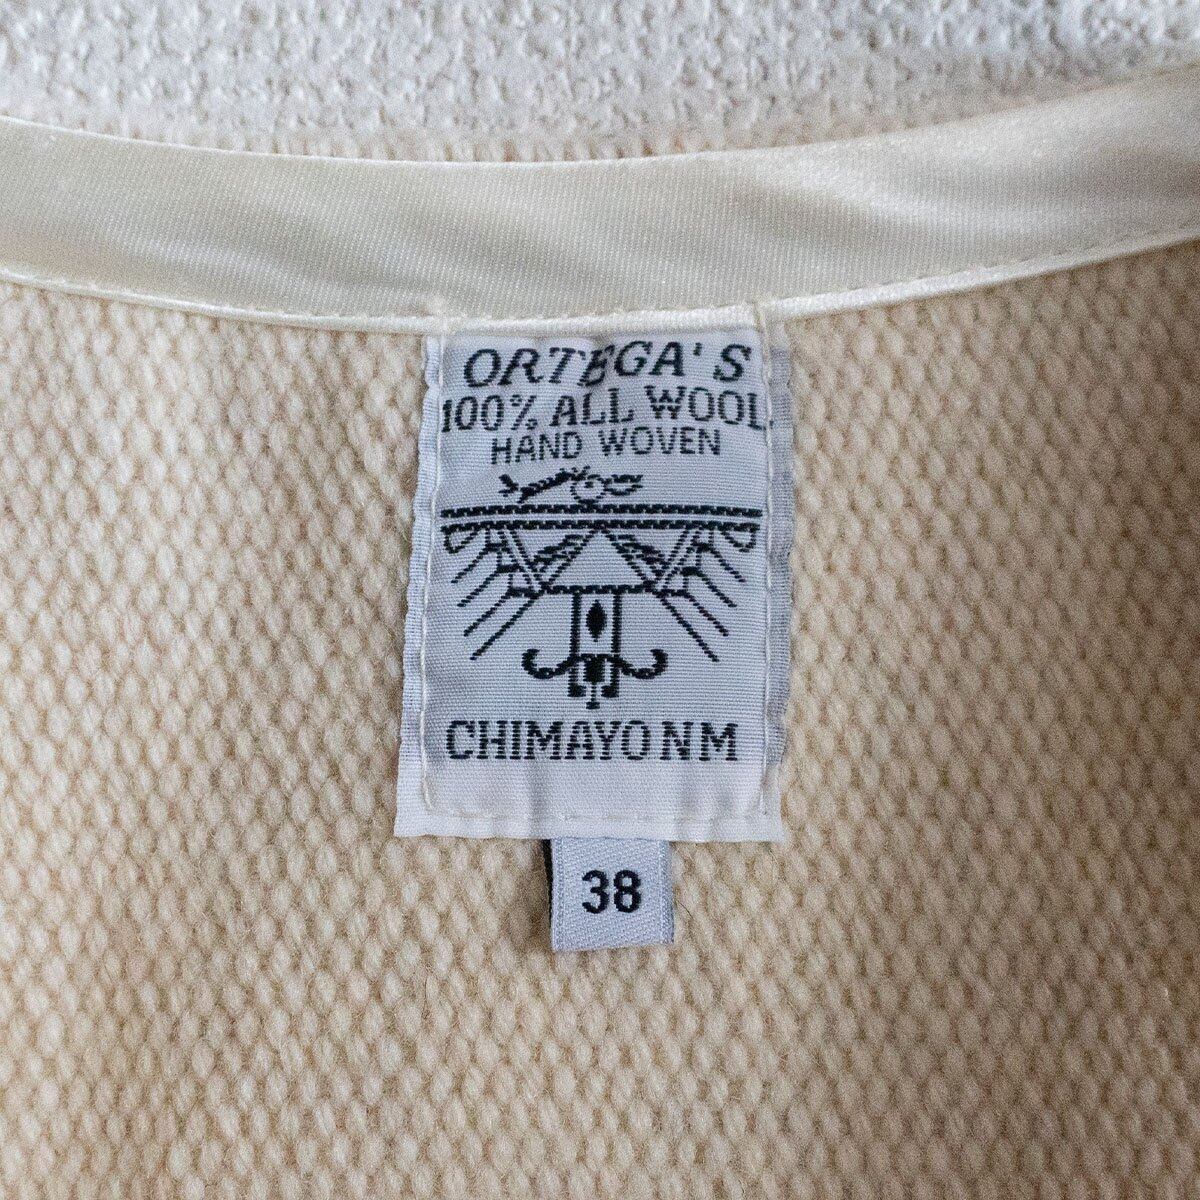 ORTEGA'S
100% ALL WOOL
HAND WOVEN
CHIMAYO NM
38